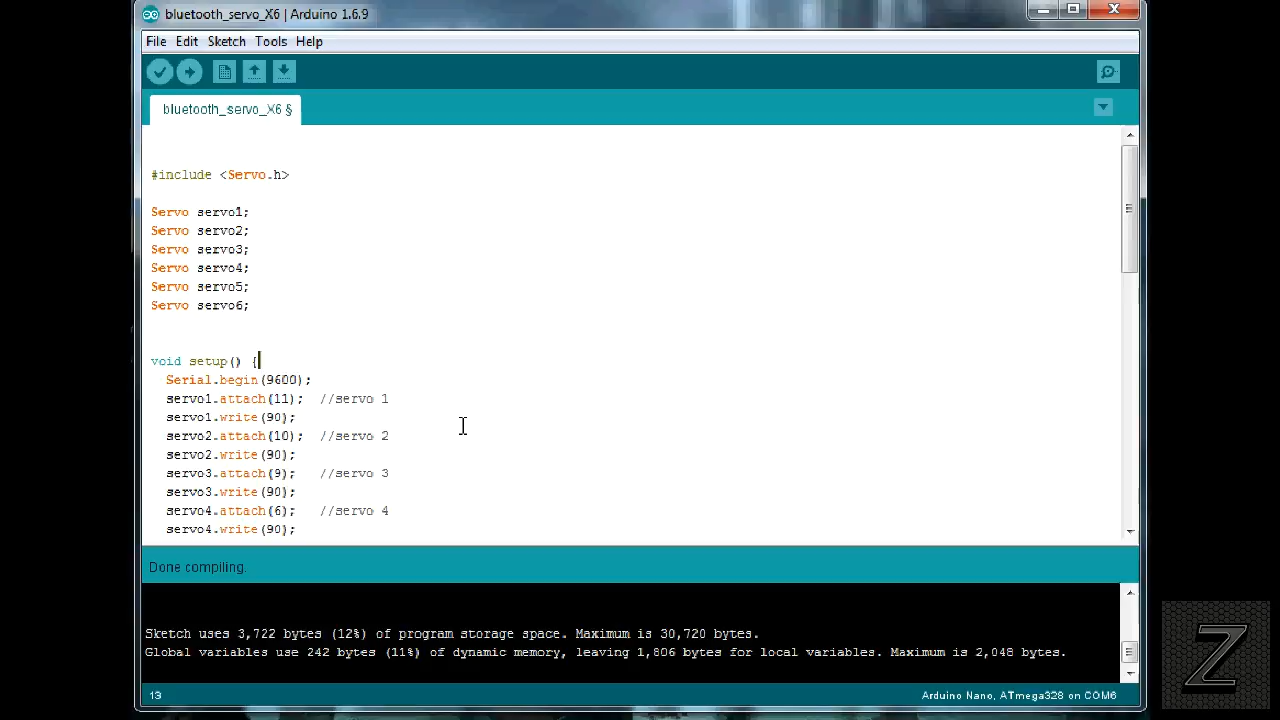 bluetooth_servo_X6 | Arduino 1.6.9
File Edit Sketch Tools Help
bluetooth_servo_X6 §
#include <Servo.h>
Servo servo1;
Servo servo2;
Servo servo3;
Servo servo4;
Servo servo5;
Servo servo6;
void setup() {
Serial.begin(9600);
servo1.attach(11); //servo 1
servo1.write(90);
servo2.attach(10); //servo 2
servo2.write(90);
servo3.attach(9); //servo 3
servo3.write(90);
servo4.attach(6); //servo 4
servo4.write(90);
Done compiling.
Sketch uses 3,722 bytes (12%) of program storage space. Maximum is 30,720 bytes.
Global variables use 242 bytes (11%) of dynamic memory, leaving 1,806 bytes for local variables. Maximum is 2,048 bytes.
13 Arduino Nano, ATmega328 on COM6
Z